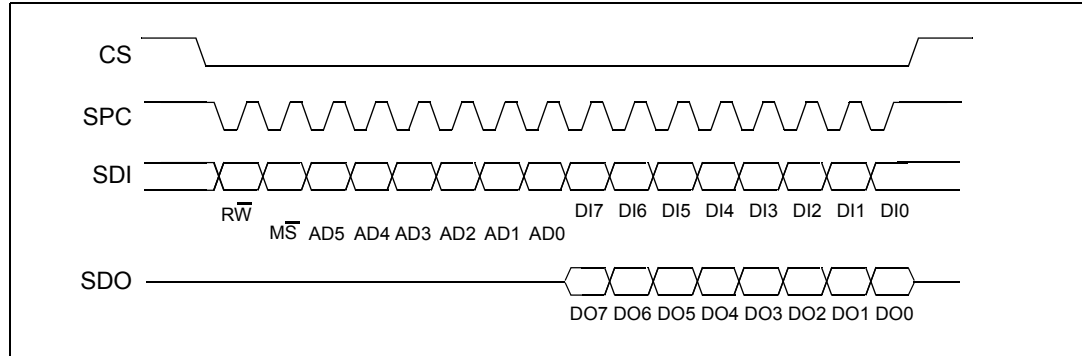 CS
SPC
SDI
RW̅ DI7 DI6 DI5 DI4 DI3 DI2 DI1 DI0
MS̅ AD5 AD4 AD3 AD2 AD1 AD0
SDO
DO7 DO6 DO5 DO4 DO3 DO2 DO1 DO0